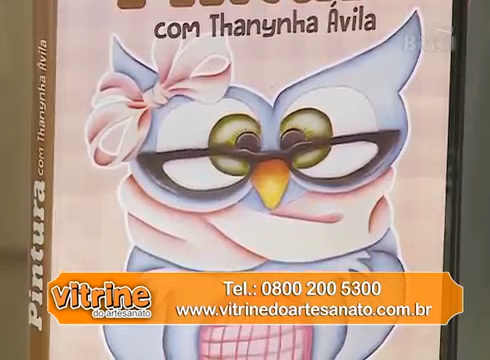 com Thanynha Ávila
Pintura com Thanynha Ávila
vitrine
do artesanato
Tel.: 0800 200 5300
www.vitrinedoartesanato.com.br